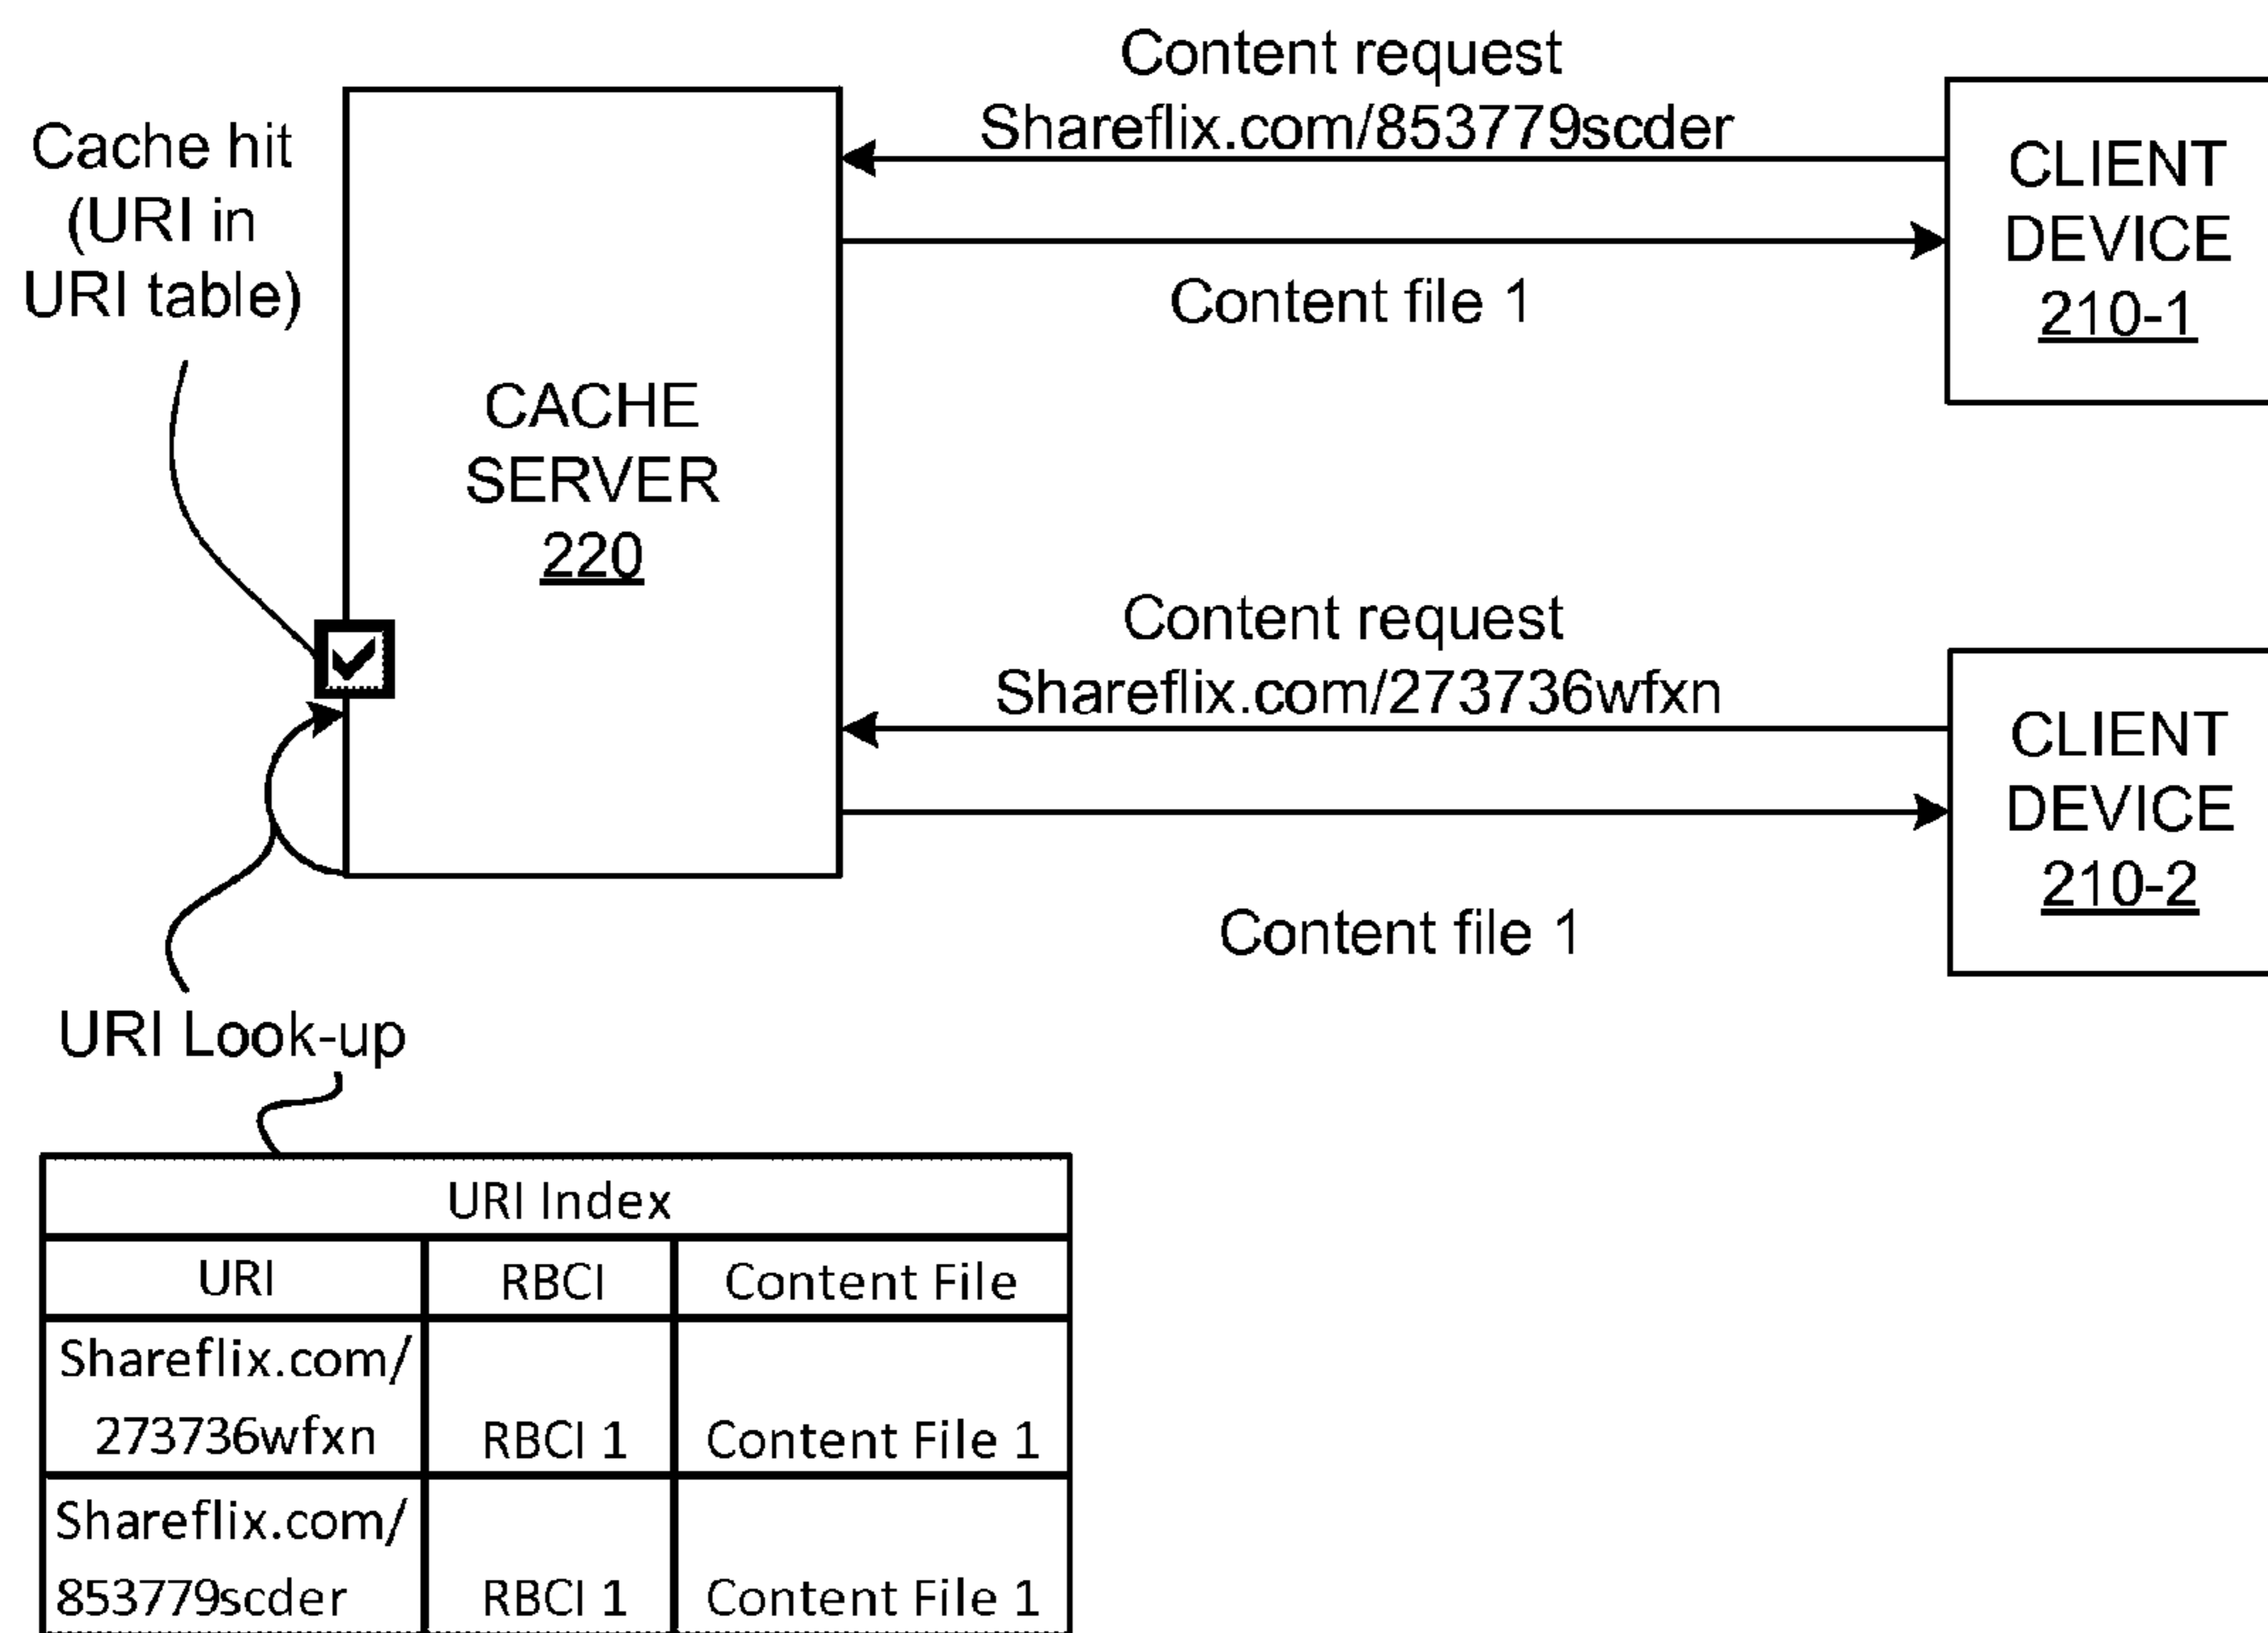 Content request
Shareflix.com/853779scder
Content file 1
CLIENT
DEVICE
210-1
Cache hit
(URI in
URI table)
CACHE
SERVER
220
Content request
Shareflix.com/273736wfxn
Content file 1
CLIENT
DEVICE
210-2
URI Look-up
URI Index
URI RBCI Content File
Shareflix.com/
273736wfxn RBCI 1 Content File 1
Shareflix.com/
853779scder RBCI 1 Content File 1